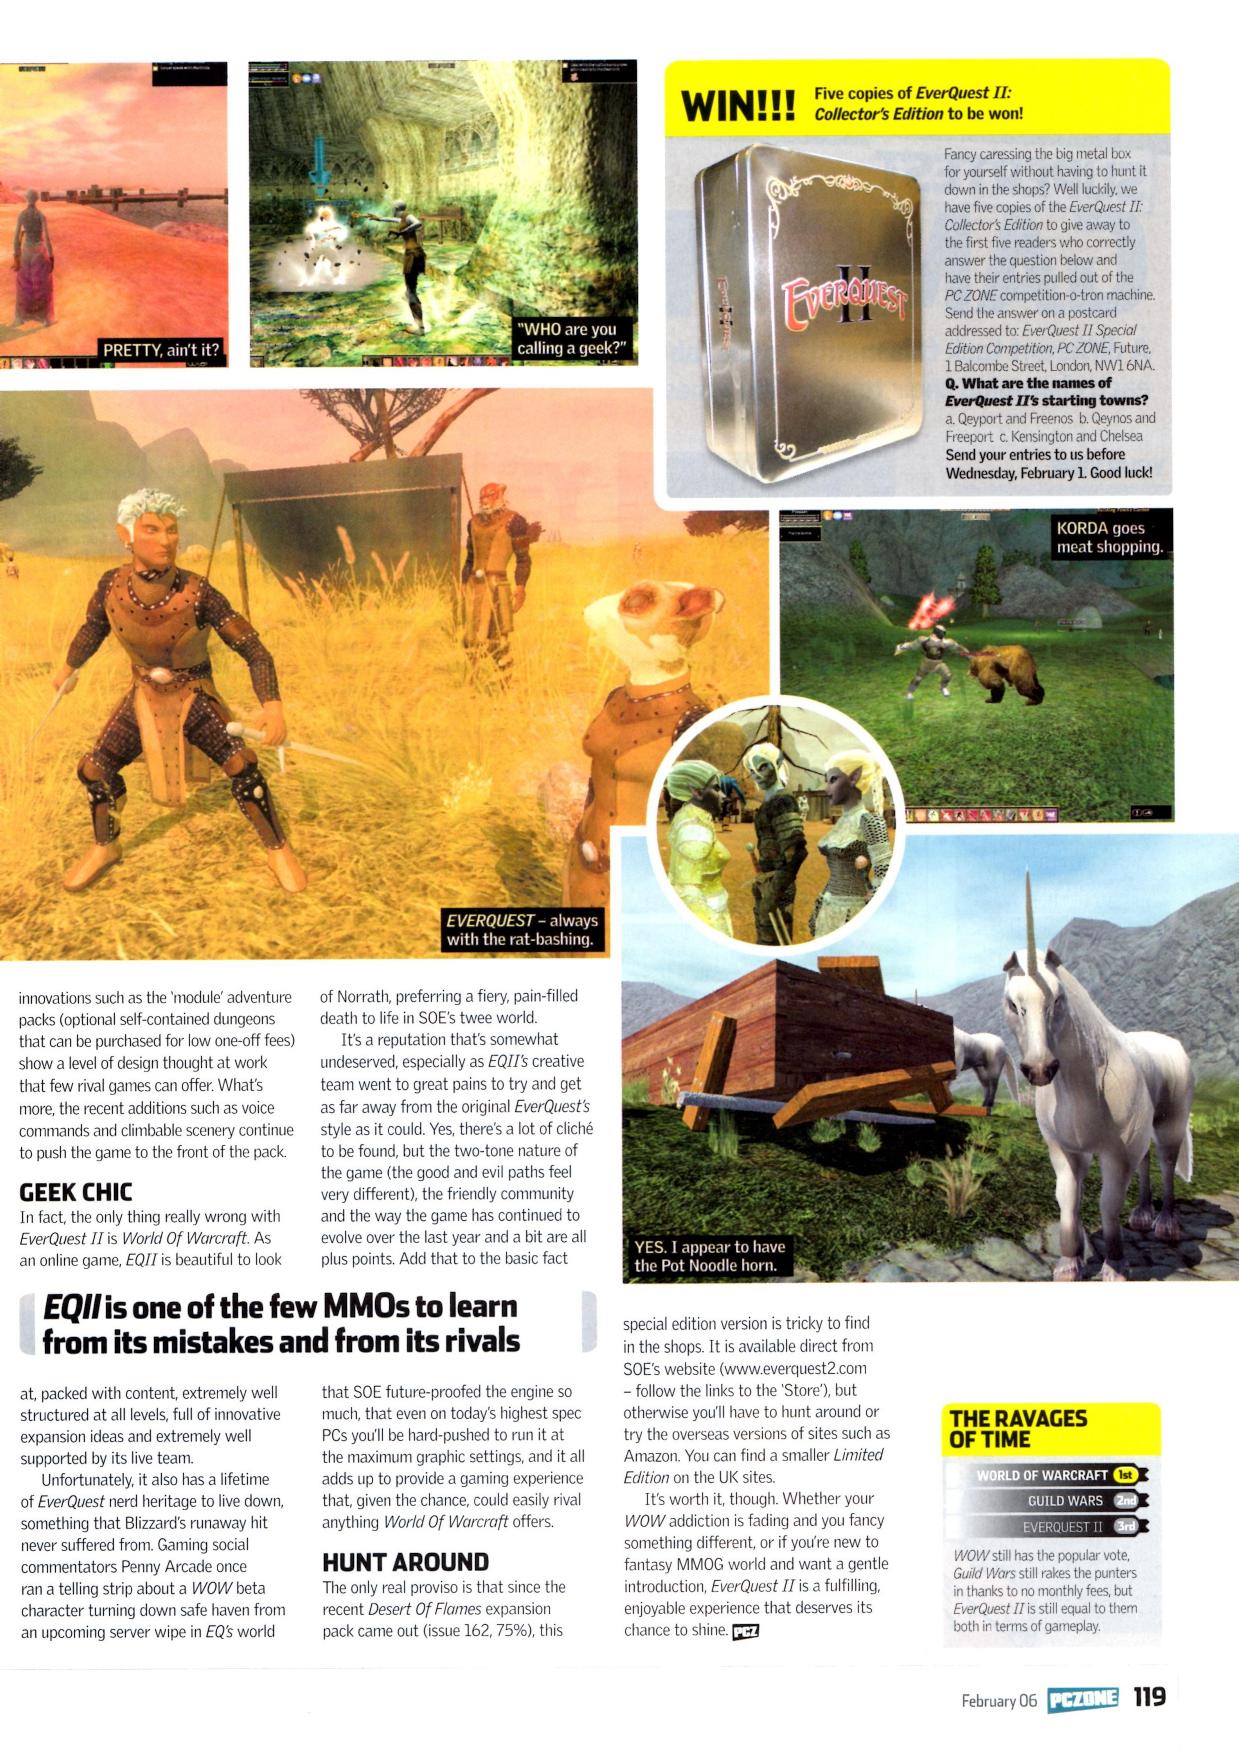 PRETTY, ain't it?
"WHO are you
calling a geek?"
WIN!!!
Five copies of EverQuest II:
Collector's Edition to be won!
EVERQUEST II
Fancy caressing the big metal box
for yourself without having to hunt it
down in the shops? Well luckily, we
have five copies of the EverQuest II:
Collector's Edition to give away to
the first five readers who correctly
answer the question below and
have their entries pulled out of the
PC ZONE competition-o-tron machine.
Send the answer on a postcard
addressed to: EverQuest II Special
Edition Competition, PC ZONE, Future,
1 Balcombe Street, London, NW1 6NA.
Q. What are the names of
EverQuest II's starting towns?
a. Qeyport and Freenos b. Qeynos and
Freeport c. Kensington and Chelsea
Send your entries to us before
Wednesday, February 1. Good luck!
KORDA goes
meat shopping.
EVERQUEST – always
with the rat-bashing.
YES. I appear to have
the Pot Noodle horn.
innovations such as the 'module' adventure
packs (optional self-contained dungeons
that can be purchased for low one-off fees)
show a level of design thought at work
that few rival games can offer. What's
more, the recent additions such as voice
commands and climbable scenery continue
to push the game to the front of the pack.
GEEK CHIC
In fact, the only thing really wrong with
EverQuest II is World Of Warcraft. As
an online game, EQII is beautiful to look
at, packed with content, extremely well
structured at all levels, full of innovative
expansion ideas and extremely well
supported by its live team.
Unfortunately, it also has a lifetime
of EverQuest nerd heritage to live down,
something that Blizzard's runaway hit
never suffered from. Gaming social
commentators Penny Arcade once
ran a telling strip about a WOW beta
character turning down safe haven from
an upcoming server wipe in EQ's world
of Norrath, preferring a fiery, pain-filled
death to life in SOE's twee world.
It's a reputation that's somewhat
undeserved, especially as EQII's creative
team went to great pains to try and get
as far away from the original EverQuest's
style as it could. Yes, there's a lot of cliché
to be found, but the two-tone nature of
the game (the good and evil paths feel
very different), the friendly community
and the way the game has continued to
evolve over the last year and a bit are all
plus points. Add that to the basic fact
EQII is one of the few MMOs to learn
from its mistakes and from its rivals
that SOE future-proofed the engine so
much, that even on today's highest spec
PCs you'll be hard-pushed to run it at
the maximum graphic settings, and it all
adds up to provide a gaming experience
that, given the chance, could easily rival
anything World Of Warcraft offers.
HUNT AROUND
The only real proviso is that since the
recent Desert Of Flames expansion
pack came out (issue 162, 75%), this
special edition version is tricky to find
in the shops. It is available direct from
SOE's website (www.everquest2.com
– follow the links to the 'Store'), but
otherwise you'll have to hunt around or
try the overseas versions of sites such as
Amazon. You can find a smaller Limited
Edition on the UK sites.
It's worth it, though. Whether your
WOW addiction is fading and you fancy
something different, or if you're new to
fantasy MMOG world and want a gentle
introduction, EverQuest II is a fulfilling,
enjoyable experience that deserves its
chance to shine. PCZ
THE RAVAGES
OF TIME
WORLD OF WARCRAFT 1st
GUILD WARS 2nd
EVERQUEST II 3rd
WOW still has the popular vote,
Guild Wars still rakes the punters
in thanks to no monthly fees, but
EverQuest II is still equal to them
both in terms of gameplay.
February 06 PCZONE 119